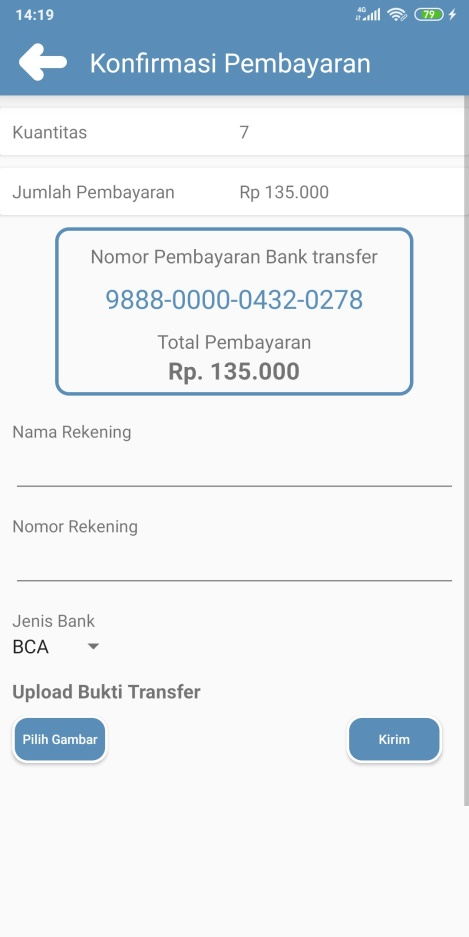 14:19
4G
79
Konfirmasi Pembayaran
Kuantitas 7
Jumlah Pembayaran Rp 135.000
Nomor Pembayaran Bank transfer
9888-0000-0432-0278
Total Pembayaran
Rp. 135.000
Nama Rekening
Nomor Rekening
Jenis Bank
BCA
Upload Bukti Transfer
Pilih Gambar Kirim